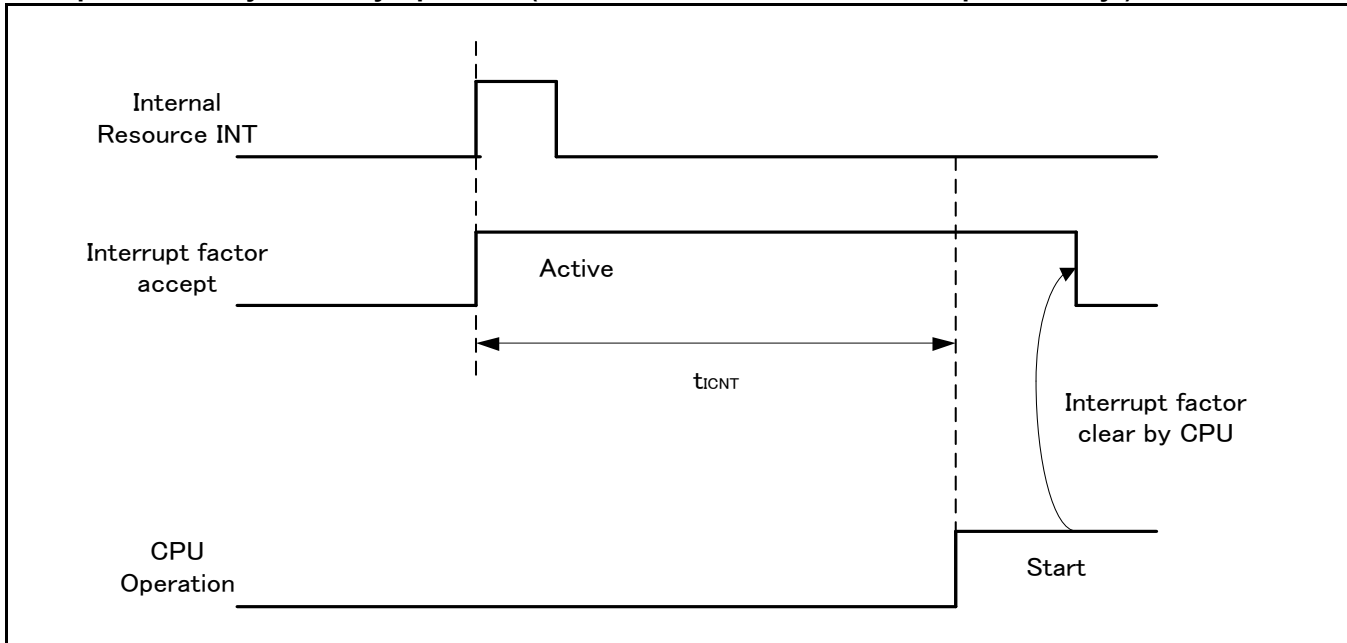 Internal
Resource INT
Interrupt factor
accept
Active
tICNT
Interrupt factor
clear by CPU
CPU
Operation
Start